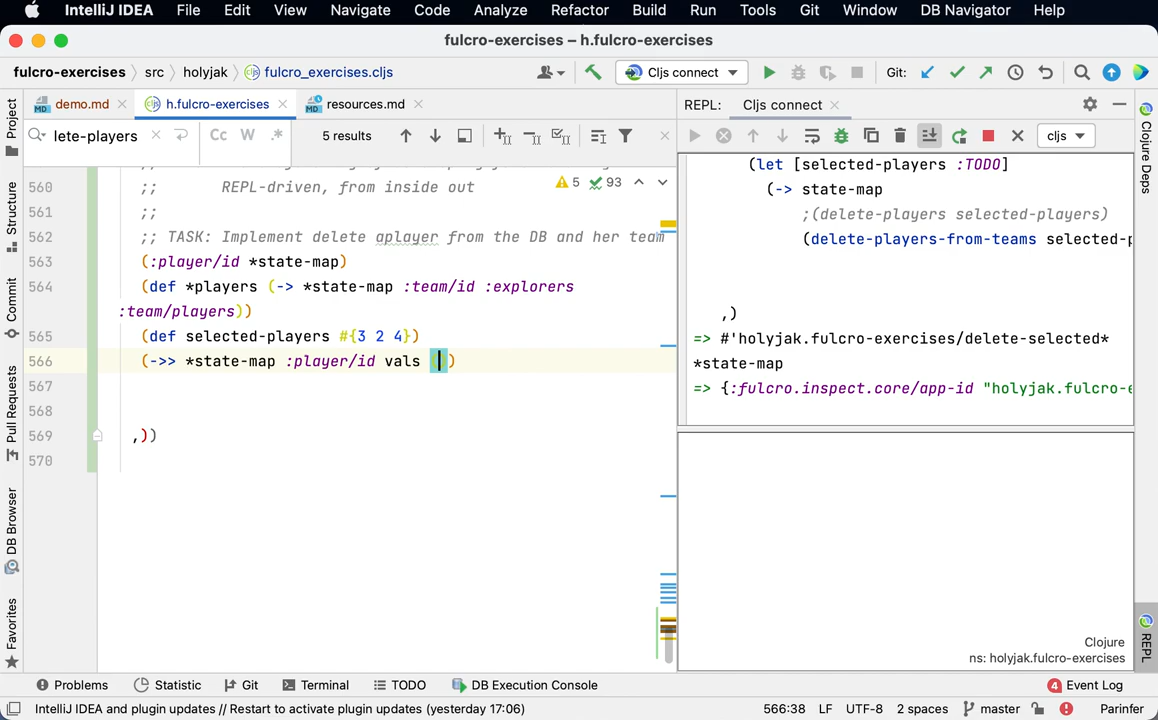 IntelliJ IDEA File Edit View Navigate Code Analyze Refactor Build Run Tools Git Window DB Navigator Help
fulcro-exercises – h.fulcro-exercises
fulcro-exercises src holyjak fulcro_exercises.cljs Cljs connect Git:
demo.md h.fulcro-exercises resources.md REPL: Cljs connect
lete-players Cc W .* 5 results cljs
Project
Structure
Commit
Pull Requests
DB Browser
Favorites
560 ;; REPL-driven, from inside out
561 ;;
562 ;; TASK: Implement delete aplayer from the DB and her team
563 (:player/id *state-map)
564 (def *players (-> *state-map :team/id :explorers
:team/players))
565 (def selected-players #{3 2 4})
566 (->> *state-map :player/id vals ())
567
568
569 ,))
570
5 93
(let [selected-players :TODO]
(-> state-map
;(delete-players selected-players)
(delete-players-from-teams selected-p
,)
=> #'holyjak.fulcro-exercises/delete-selected*
*state-map
=> {:fulcro.inspect.core/app-id "holyjak.fulcro-e
Clojure
ns: holyjak.fulcro-exercises
Clojure Deps
REPL
Problems Statistic Git Terminal TODO DB Execution Console 4 Event Log
IntelliJ IDEA and plugin updates // Restart to activate plugin updates (yesterday 17:06) 566:38 LF UTF-8 2 spaces master Parinfer